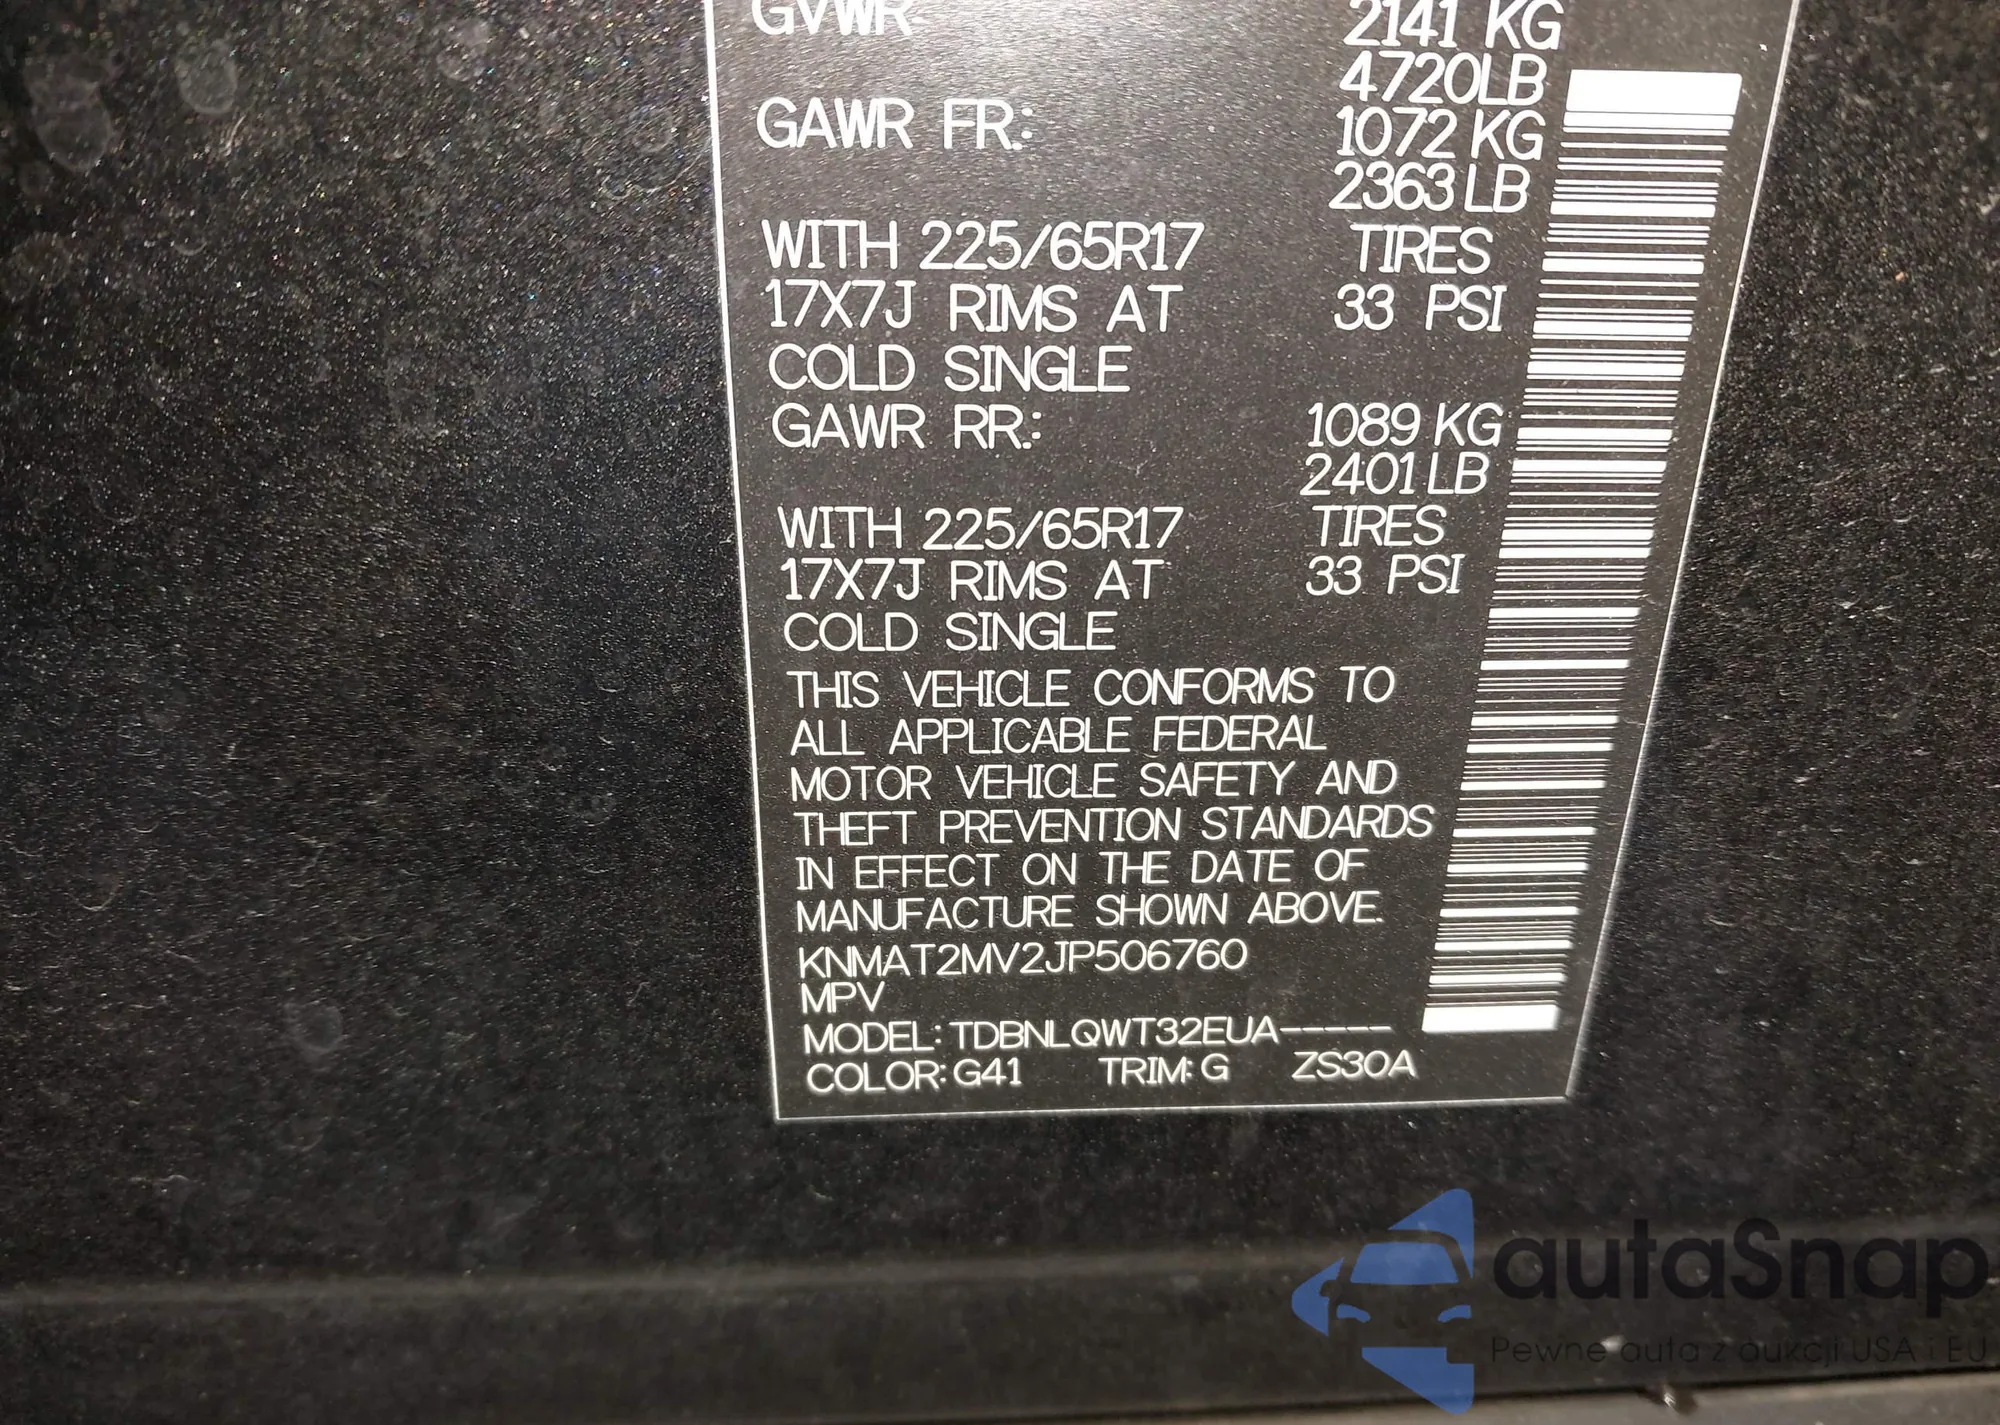 GVWR: 2141 KG
4720LB
GAWR FR.: 1072 KG
2363 LB
WITH 225/65R17 TIRES
17X7J RIMS AT 33 PSI
COLD SINGLE
GAWR RR.: 1089 KG
2401 LB
WITH 225/65R17 TIRES
17X7J RIMS AT 33 PSI
COLD SINGLE
THIS VEHICLE CONFORMS TO
ALL APPLICABLE FEDERAL
MOTOR VEHICLE SAFETY AND
THEFT PREVENTION STANDARDS
IN EFFECT ON THE DATE OF
MANUFACTURE SHOWN ABOVE.
KNMAT2MV2JP506760
MPV
MODEL: TDBNLQWT32EUA-----
COLOR: G41 TRIM: G ZS30A
autaSnap
Pewne auta z aukcji USA i EU